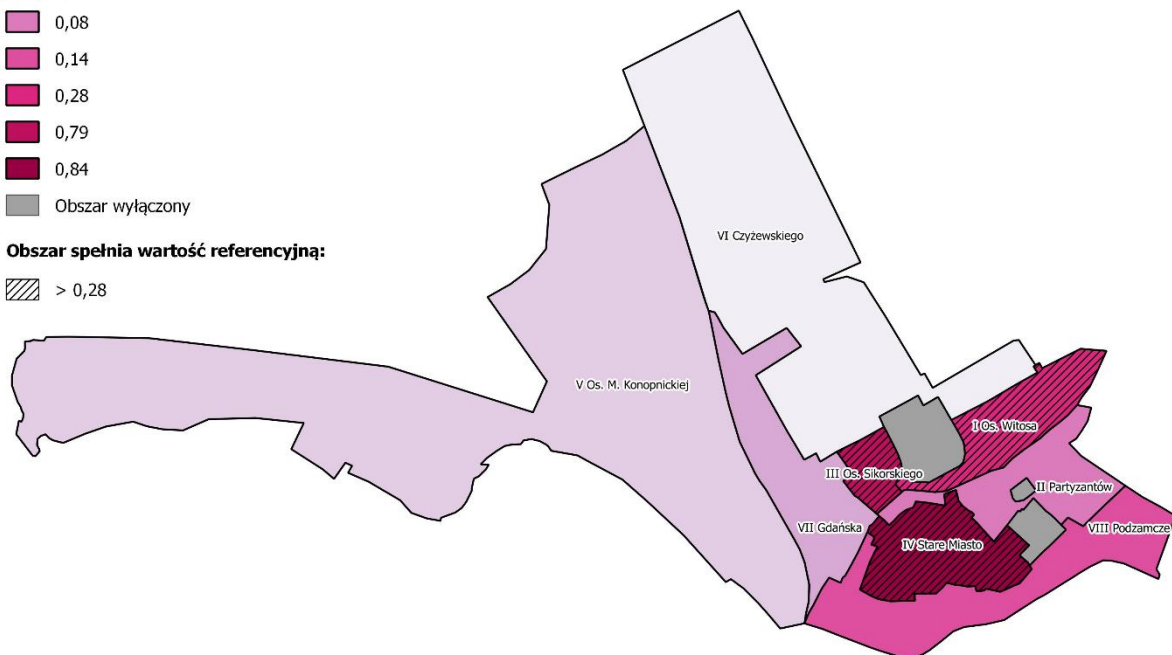 0,08
0,14
0,28
0,79
0,84
Obszar wyłączony
Obszar spełnia wartość referencyjną:
> 0,28
VI Czyżewskiego
V Os. M. Konopnickiej
I Os. Witosa
III Os. Sikorskiego
II Partyzantów
VII Gdańska
VIII Podzamcze
IV Stare Miasto